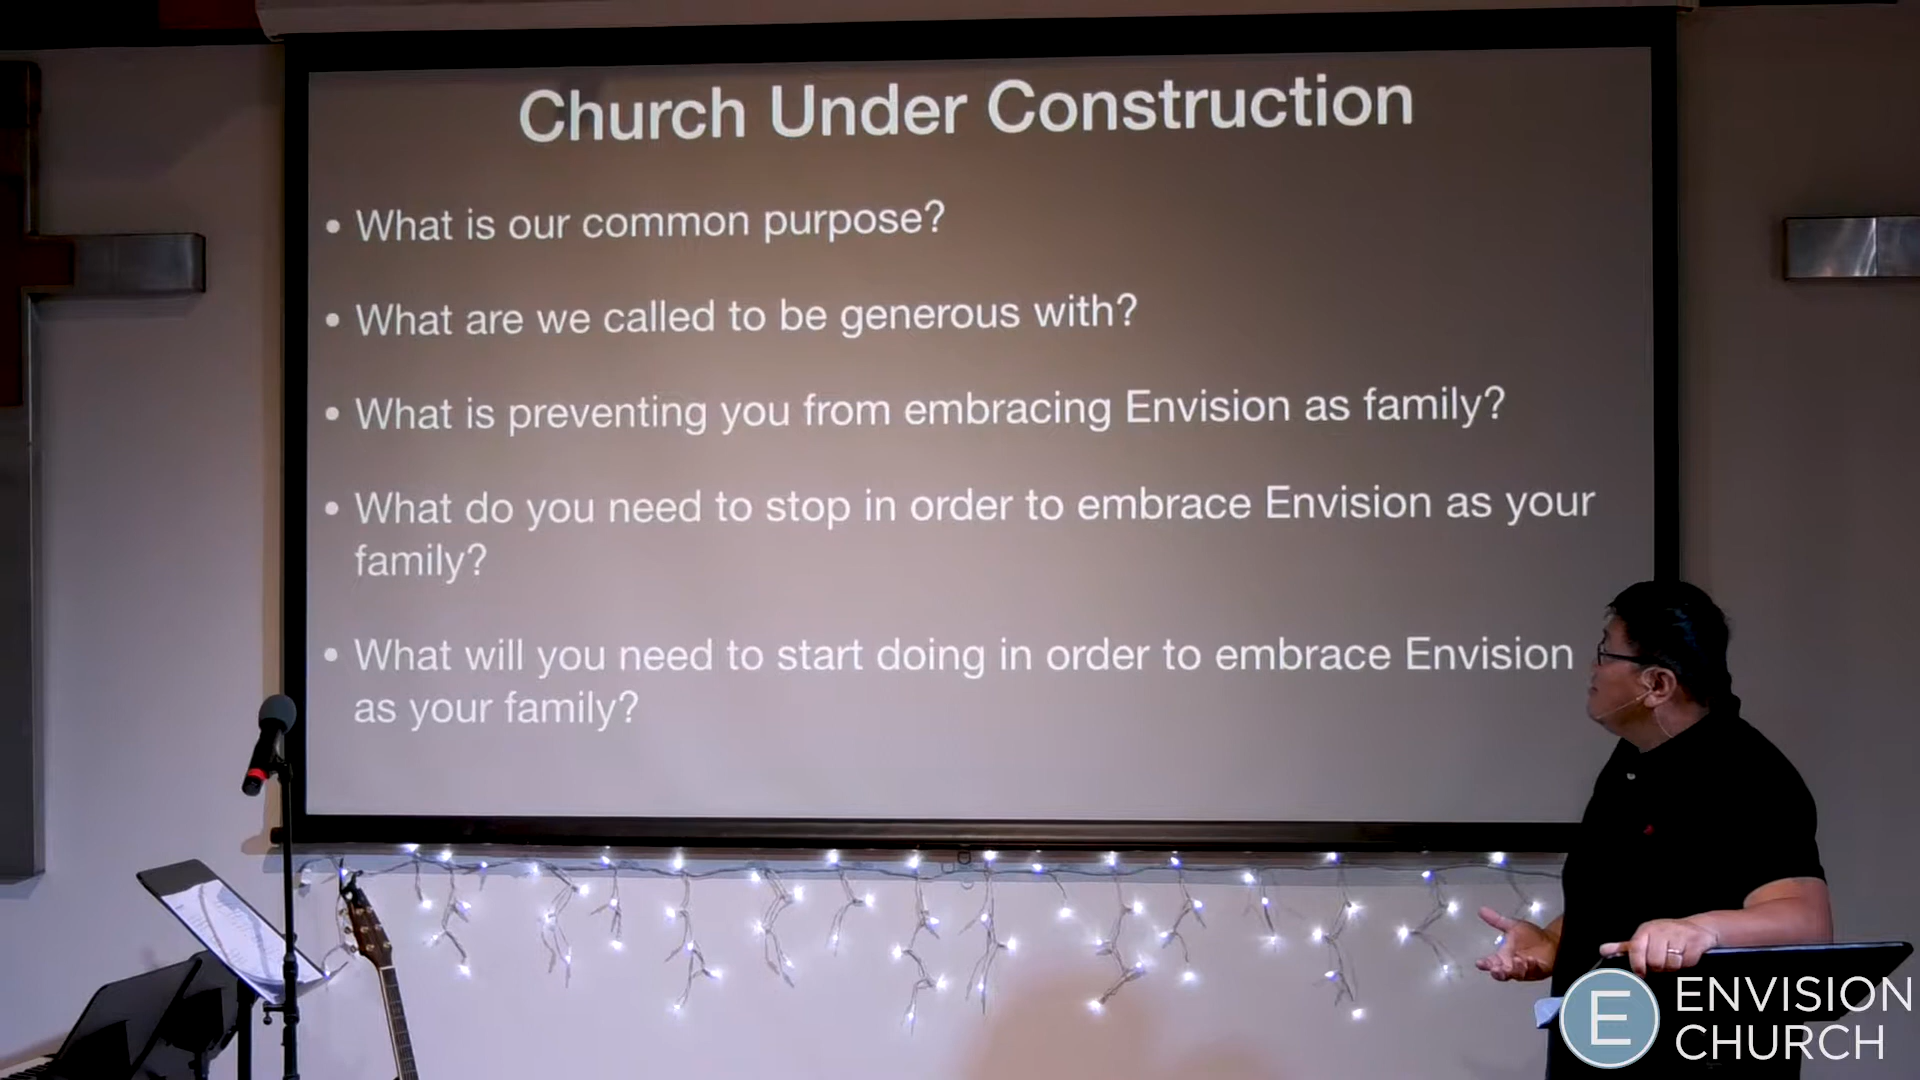 Church Under Construction
• What is our common purpose?
• What are we called to be generous with?
• What is preventing you from embracing Envision as family?
• What do you need to stop in order to embrace Envision as your
family?
• What will you need to start doing in order to embrace Envision
as your family?
E ENVISION
CHURCH